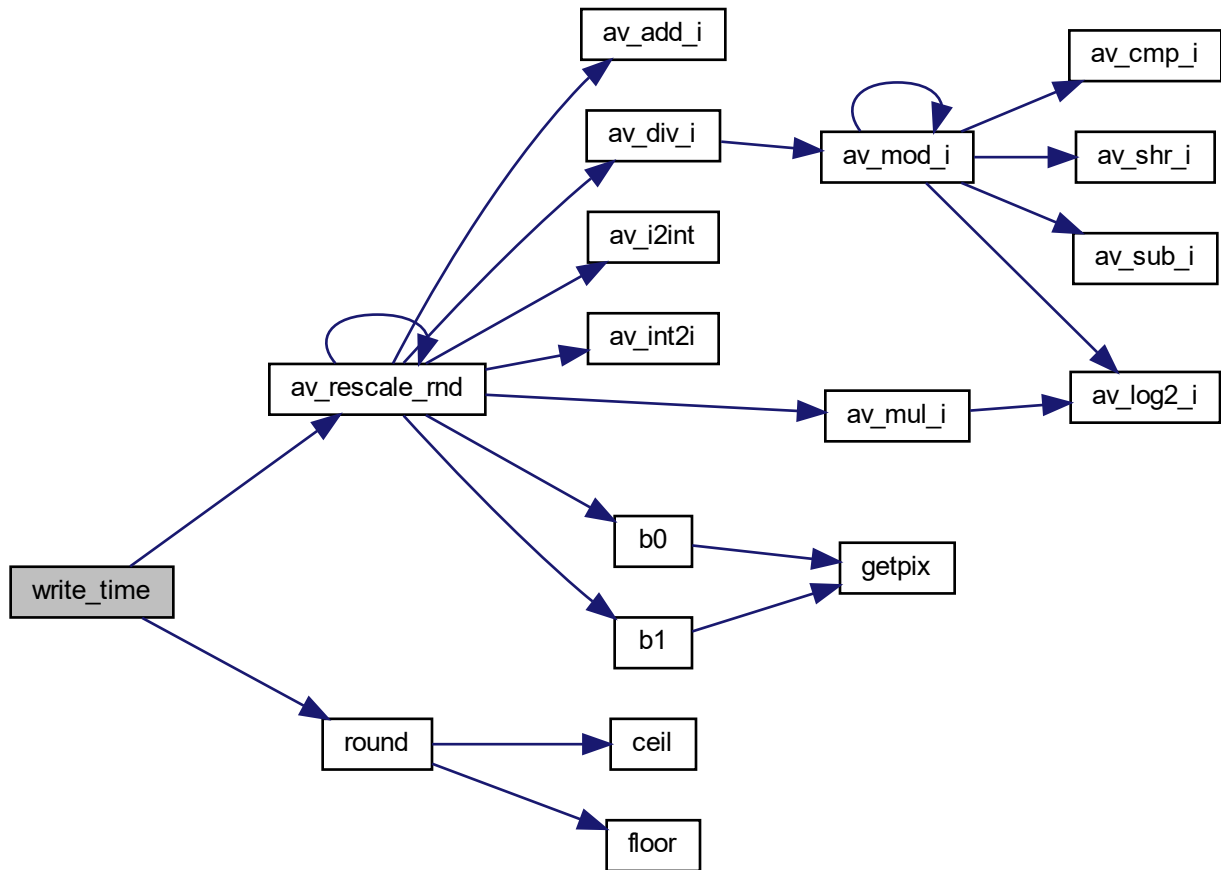 av_add_i
av_cmp_i
av_div_i
av_mod_i
av_shr_i
av_i2int
av_sub_i
av_int2i
av_rescale_rnd
av_mul_i
av_log2_i
b0
getpix
write_time
b1
round
ceil
floor